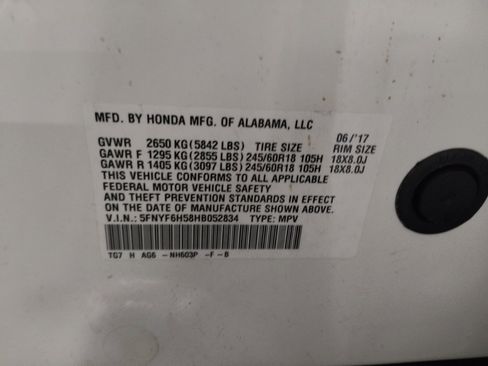 MFD. BY HONDA MFG. OF ALABAMA, LLC
06/'17
GVWR 2650 KG(5842 LBS) TIRE SIZE RIM SIZE
GAWR F 1295 KG(2855 LBS)245/60R18 105H 18X8.0J
GAWR R 1405 KG(3097 LBS)245/60R18 105H 18X8.0J
THIS VEHICLE CONFORMS TO ALL APPLICABLE
FEDERAL MOTOR VEHICLE SAFETY
AND THEFT PREVENTION STANDARDS IN EFFECT
ON THE DATE OF MANUFACTURE SHOWN ABOVE.
V.I.N.: 5FNYF6H58HB052834 TYPE: MPV
TG7 H AG6 -NH603P -F-B